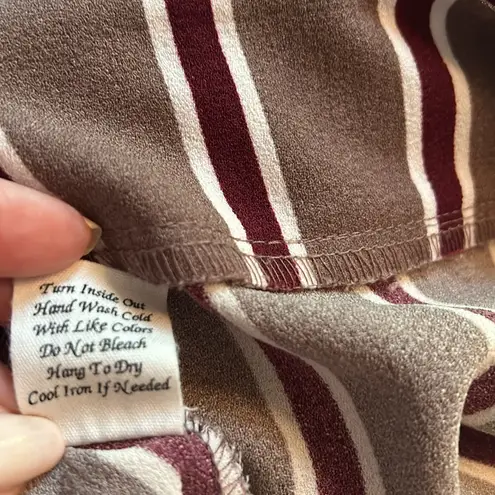 Turn Inside Out
Hand Wash Cold
With Like Colors
Do Not Bleach
Hang To Dry
Cool Iron If Needed